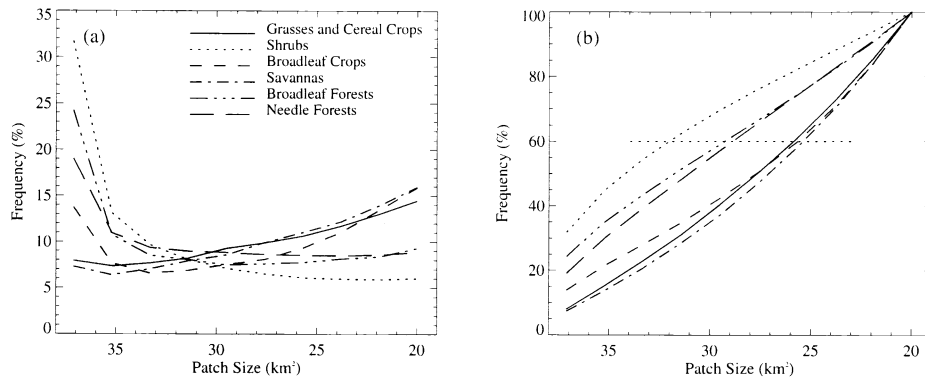 (a)
Grasses and Cereal Crops
Shrubs
Broadleaf Crops
Savannas
Broadleaf Forests
Needle Forests
Frequency (%)
35
30
25
20
15
10
5
0
35 30 25 20
Patch Size (km²)
(b)
Frequency (%)
100
80
60
40
20
0
35 30 25 20
Patch Size (km²)